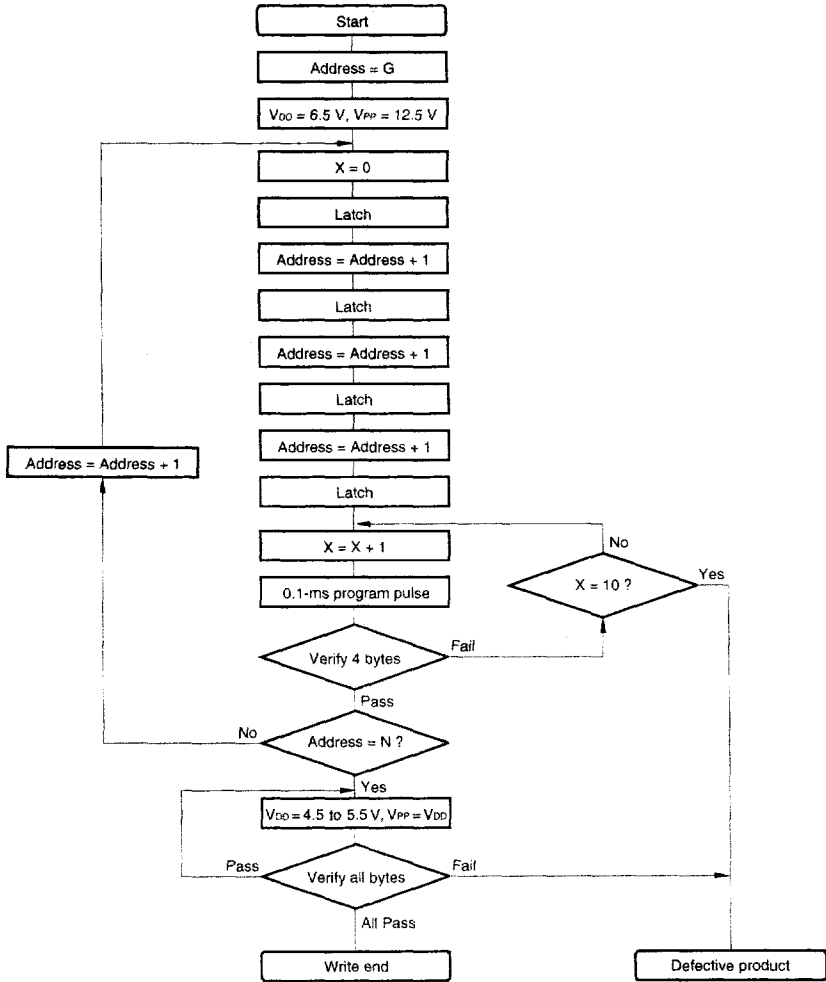 Start
Address = G
VDD = 6.5 V, VPP = 12.5 V
X = 0
Latch
Address = Address + 1
Latch
Address = Address + 1
Latch
Address = Address + 1
Address = Address + 1
Latch
X = X + 1
No
X = 10 ?
Yes
0.1-ms program pulse
Verify 4 bytes
Fail
Pass
No
Address = N ?
Yes
VDD = 4.5 to 5.5 V, VPP = VDD
Pass
Verify all bytes
Fail
All Pass
Write end
Defective product